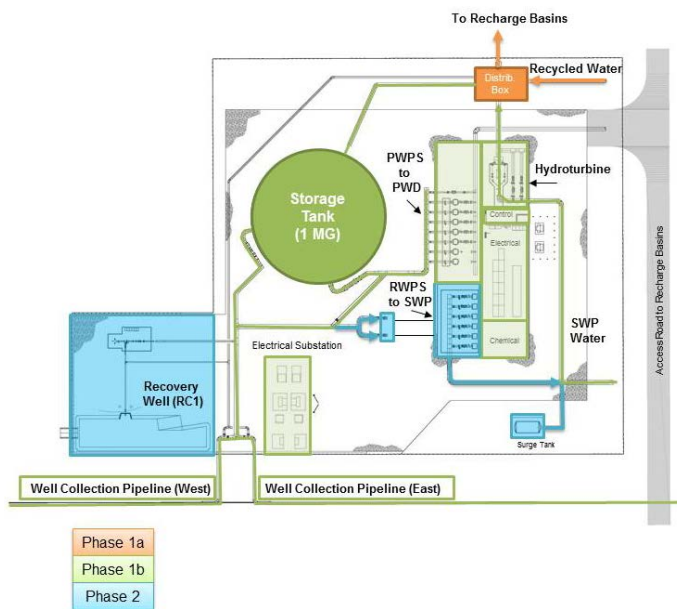 To Recharge Basins
Recycled Water
Distrib.
Box
PWPS
to
PWD
Hydroturbine
Storage
Tank
(1 MG)
Control
Electrical
RWPS
to SWP
SWP
Water
Access Road to Recharge Basins
Electrical Substation
Chemical
Recovery
Well (RC1)
Surge Tank
Well Collection Pipeline (West)
Well Collection Pipeline (East)
Phase 1a
Phase 1b
Phase 2